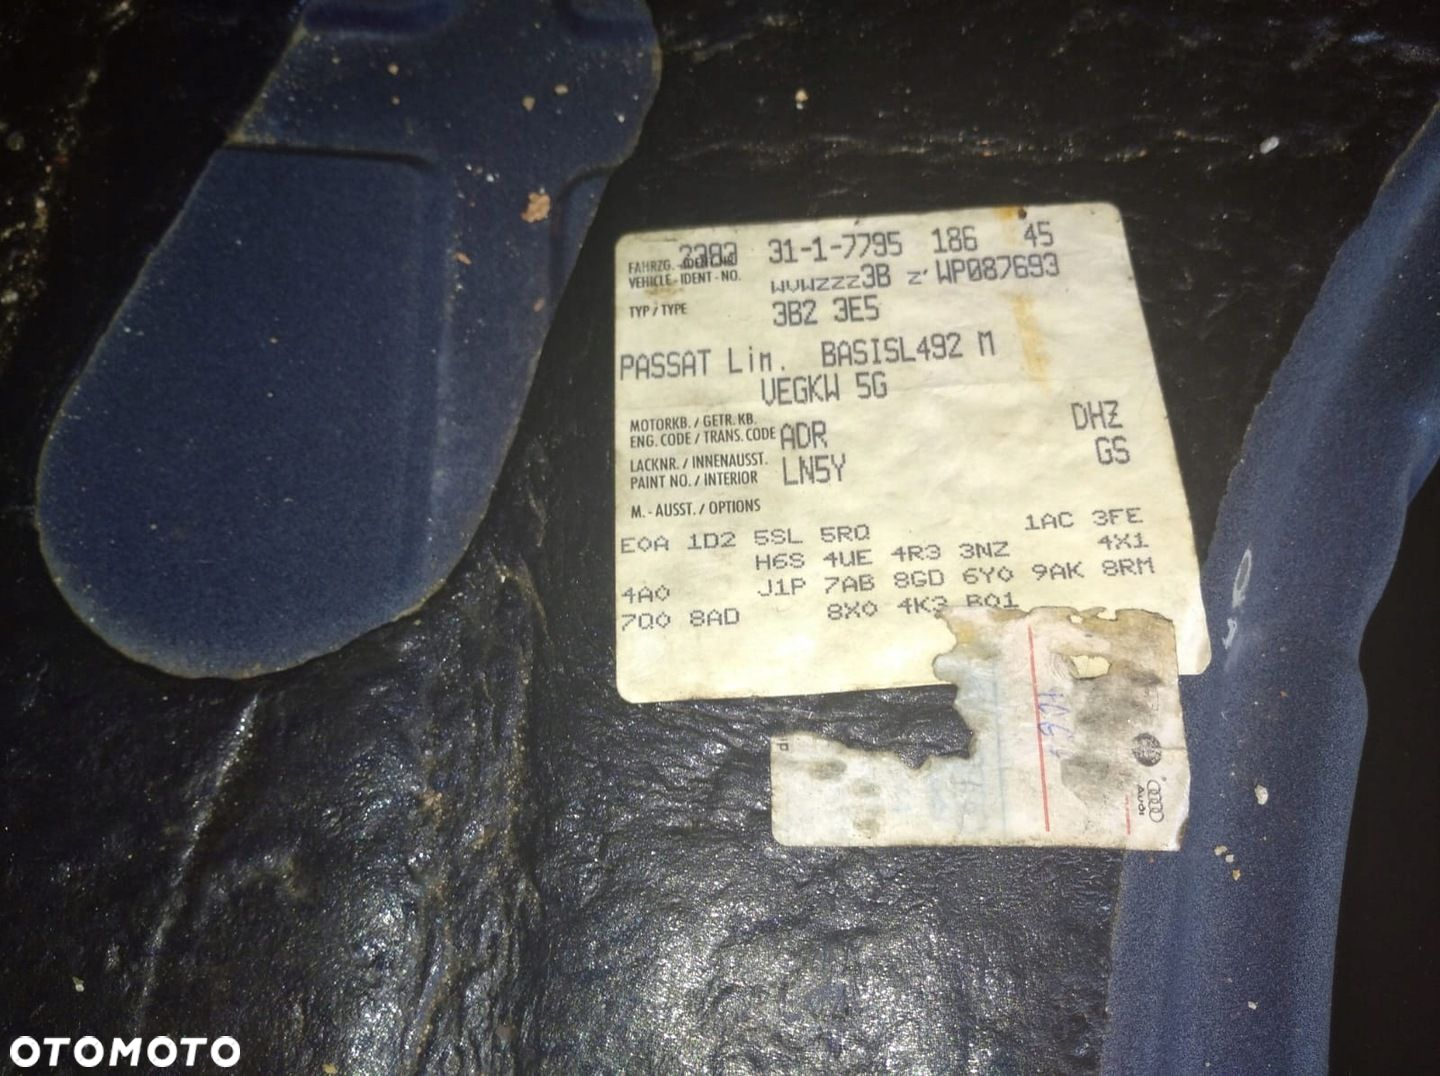 31-1-7795 186 45
FAHRZG.-IDENT-NR.
VEHICLE-IDENT-NO. WVWZZZ3B Z WP087693
TYP/TYPE 3B2 3E5
PASSAT Lim. BASISL492 M
VEGKW 5G
MOTORKB./GETR.KB.
ENG.CODE/TRANS.CODE ADR DHZ
LACKNR./INNENAUSST.
PAINT NO./INTERIOR LN5Y GS
M.-AUSST./OPTIONS
E0A 1D2 5SL 5RQ 1AC 3FE
H6S 4UE 4R3 3NZ 4X1
4A0 J1P 7AB 8GD 6Y0 9AK 8RM
7Q0 8AD 8X0 4K3 B01
AUDI
OTOMOTO